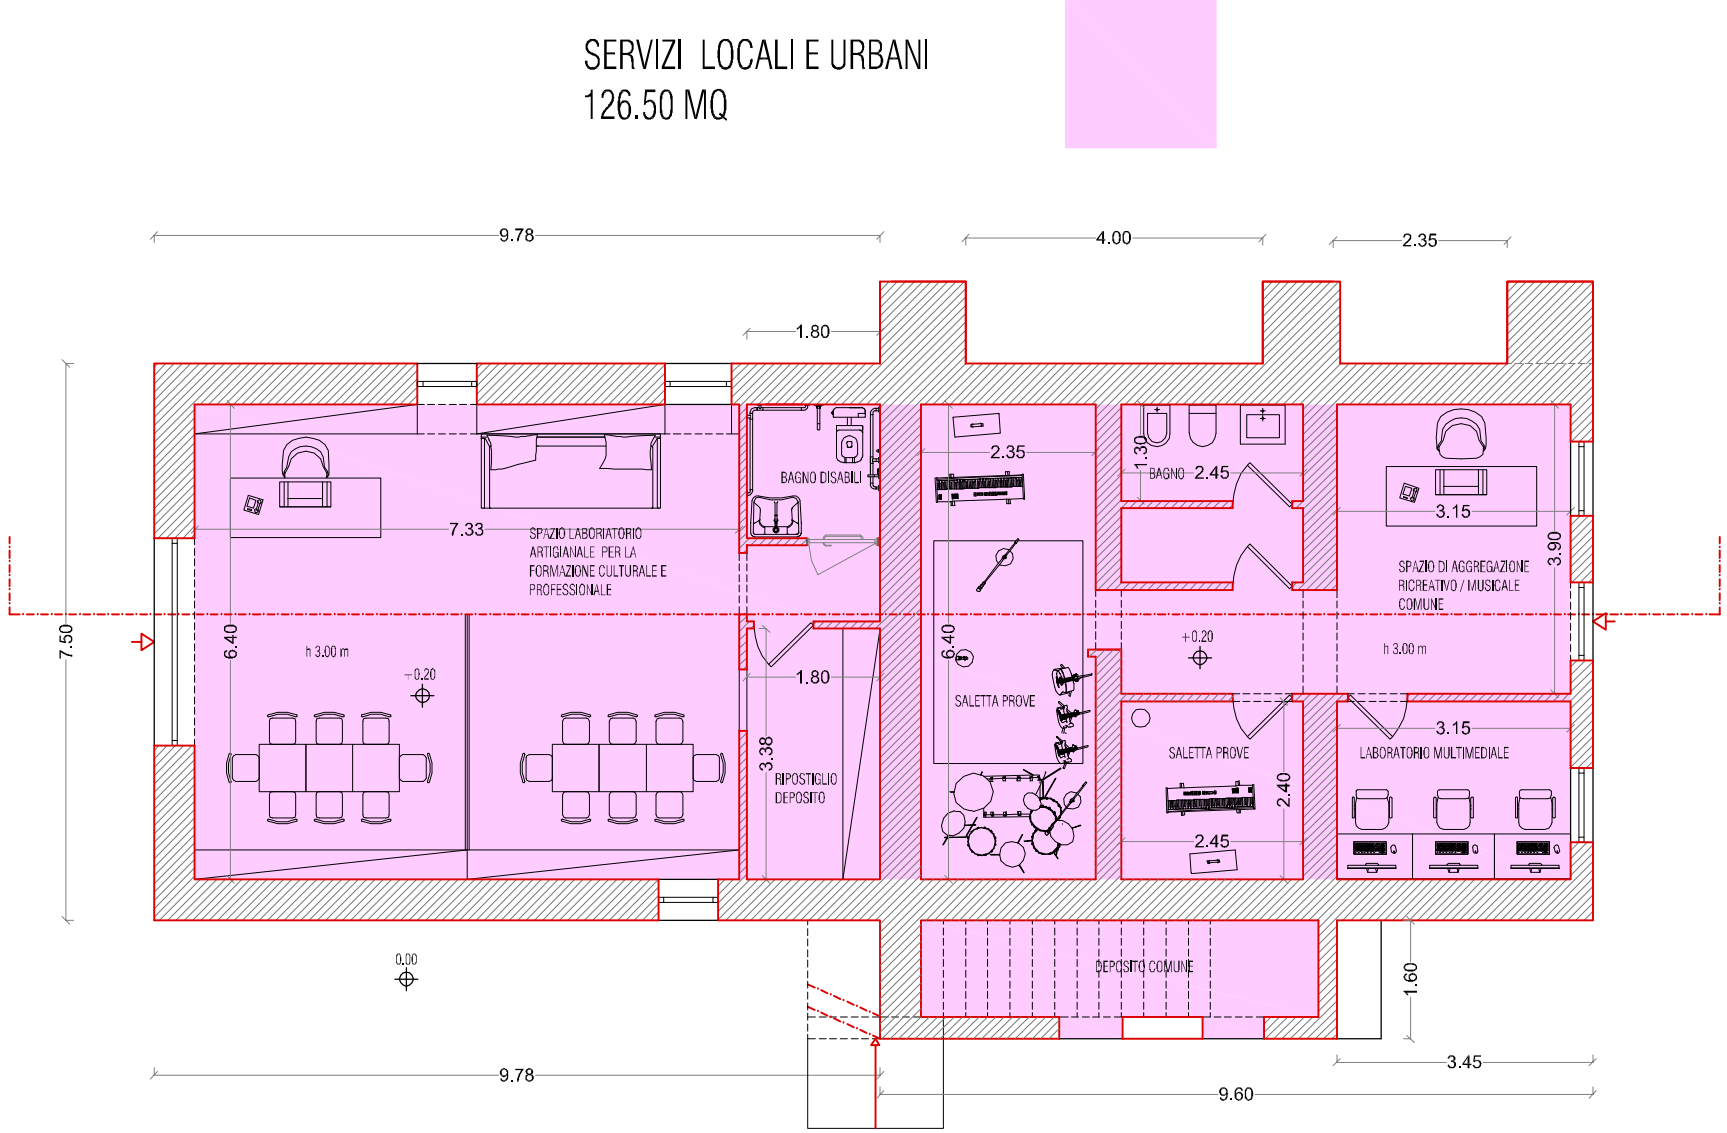 SERVIZI LOCALI E URBANI
126.50 MQ
9.78
4.00
2.35
1.80
7.50
6.40
7.33
SPAZIO LABORIATORIO
ARTIGIANALE PER LA
FORMAZIONE CULTURALE E
PROFESSIONALE
h 3.00 m
+0.20
BAGNO DISABILI
1.80
3.38
RIPOSTIGLIO
DEPOSITO
2.35
6.40
SALETTA PROVE
1.30
BAGNO
2.45
+0.20
SALETTA PROVE
2.40
2.45
3.15
3.90
SPAZIO DI AGGREGAZIONE
RICREATIVO / MUSICALE
COMUNE
h 3.00 m
3.15
LABORATORIO MULTIMEDIALE
0.00
DEPOSITO COMUNE
1.60
9.78
3.45
9.60